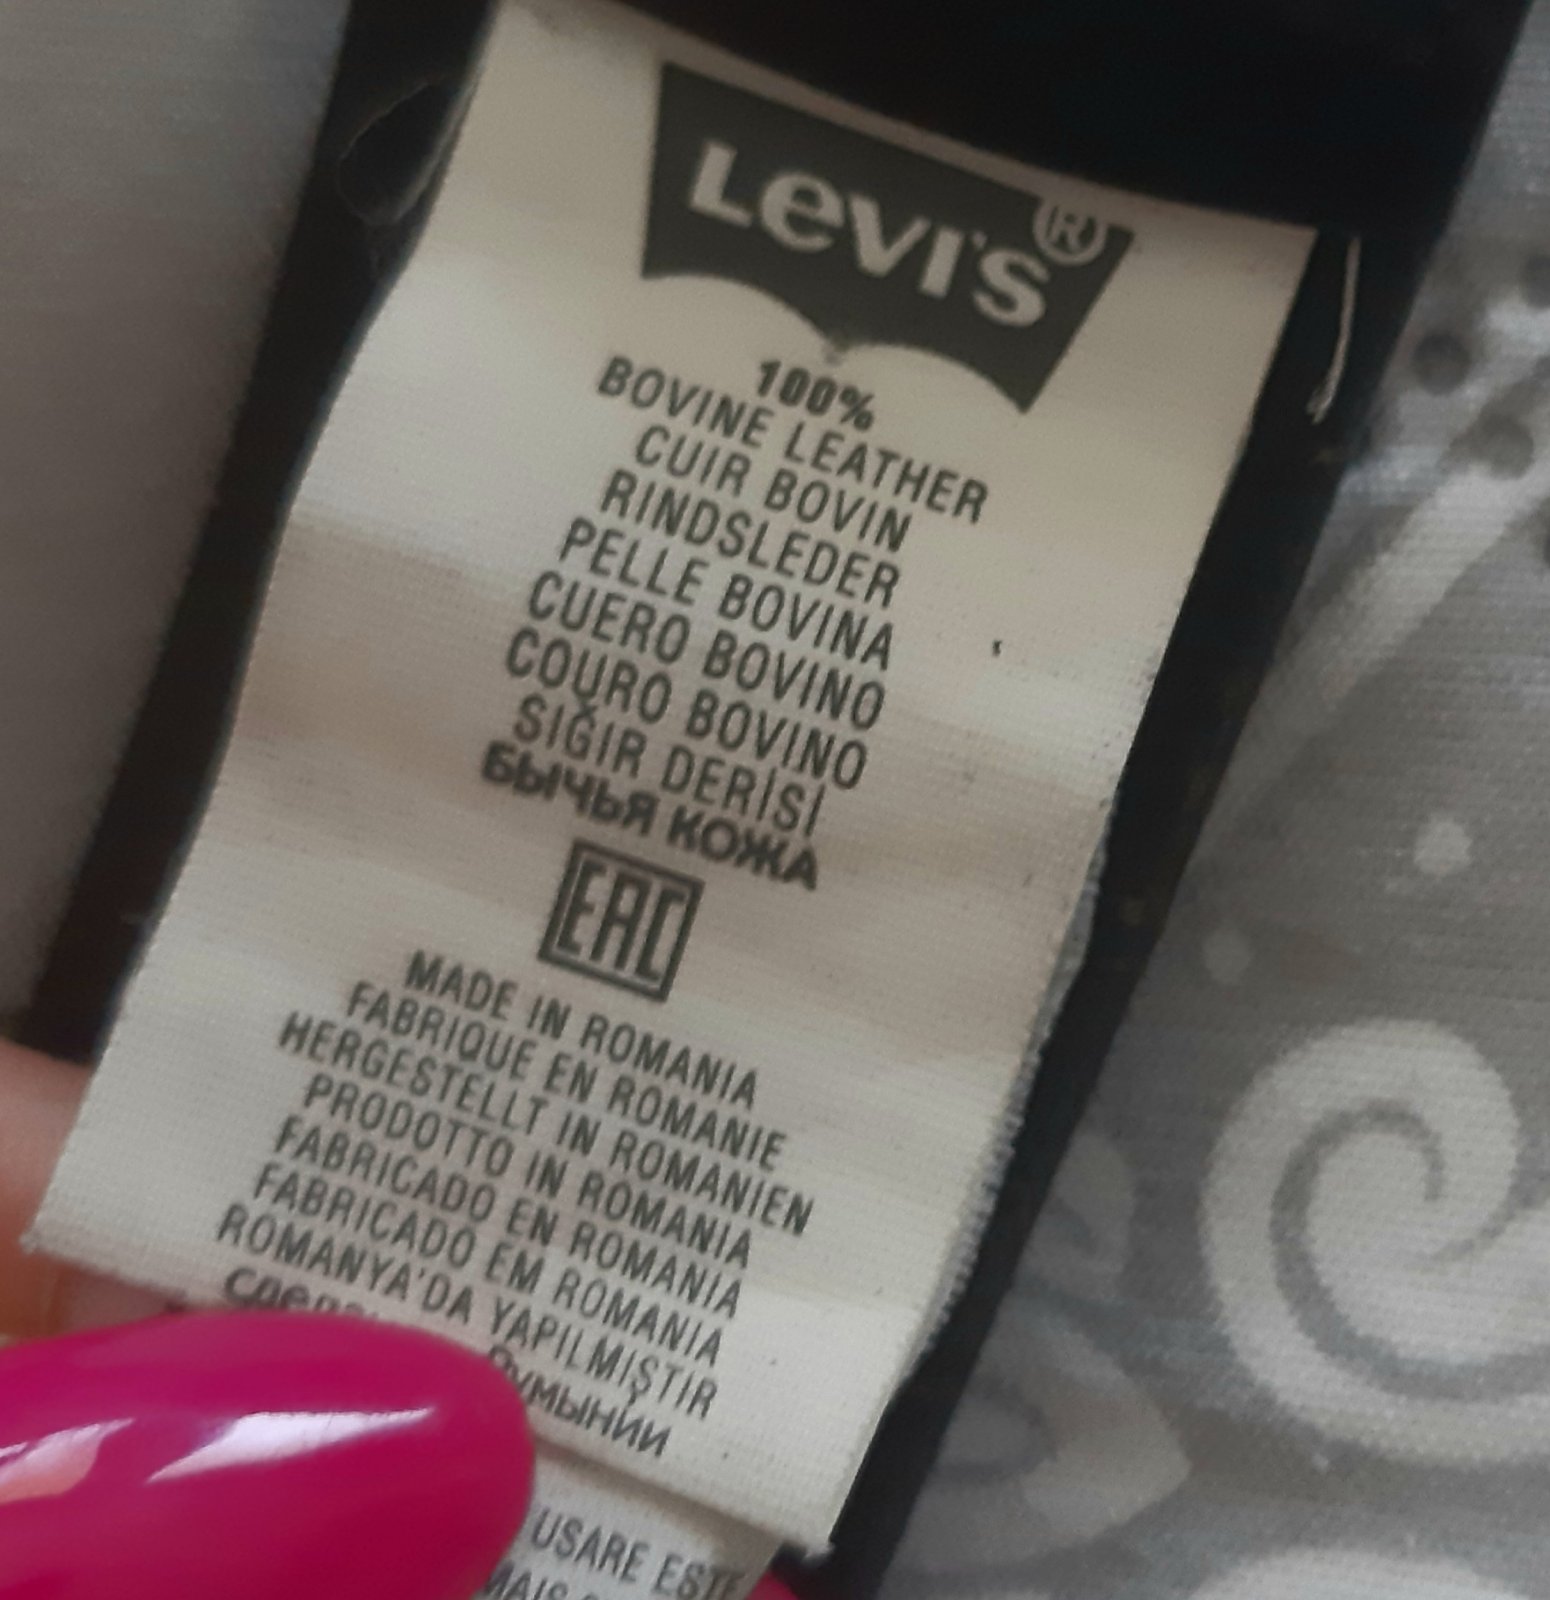 Levi's®
100%
BOVINE LEATHER
CUIR BOVIN
RINDSLEDER
PELLE BOVINA
CUERO BOVINO
COURO BOVINO
SIĞIR DERİSİ
БЫЧЬЯ КОЖА
EAC
MADE IN ROMANIA
FABRIQUE EN ROMANIE
HERGESTELLT IN ROMANIEN
PRODOTTO IN ROMANIA
FABRICADO EN ROMANIA
FABRICADO EM ROMANIA
ROMANYA'DA YAPILMIŞTIR
USARE ESTE